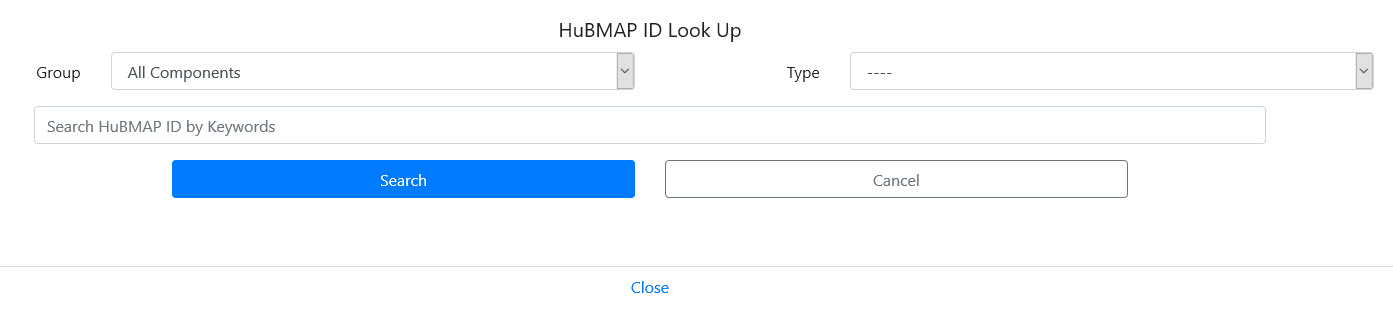 HuBMAP ID Look Up
Group All Components Type ----
Search HuBMAP ID by Keywords
Search Cancel
Close